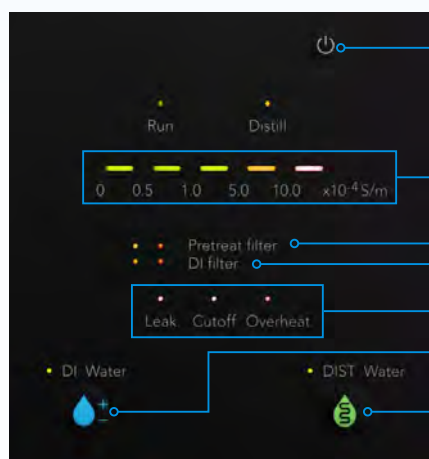 Run Distill
0 0.5 1.0 5.0 10.0 x10-4 S/m
Pretreat filter
DI filter
Leak Cutoff Overheat
DI Water DIST Water
+
−